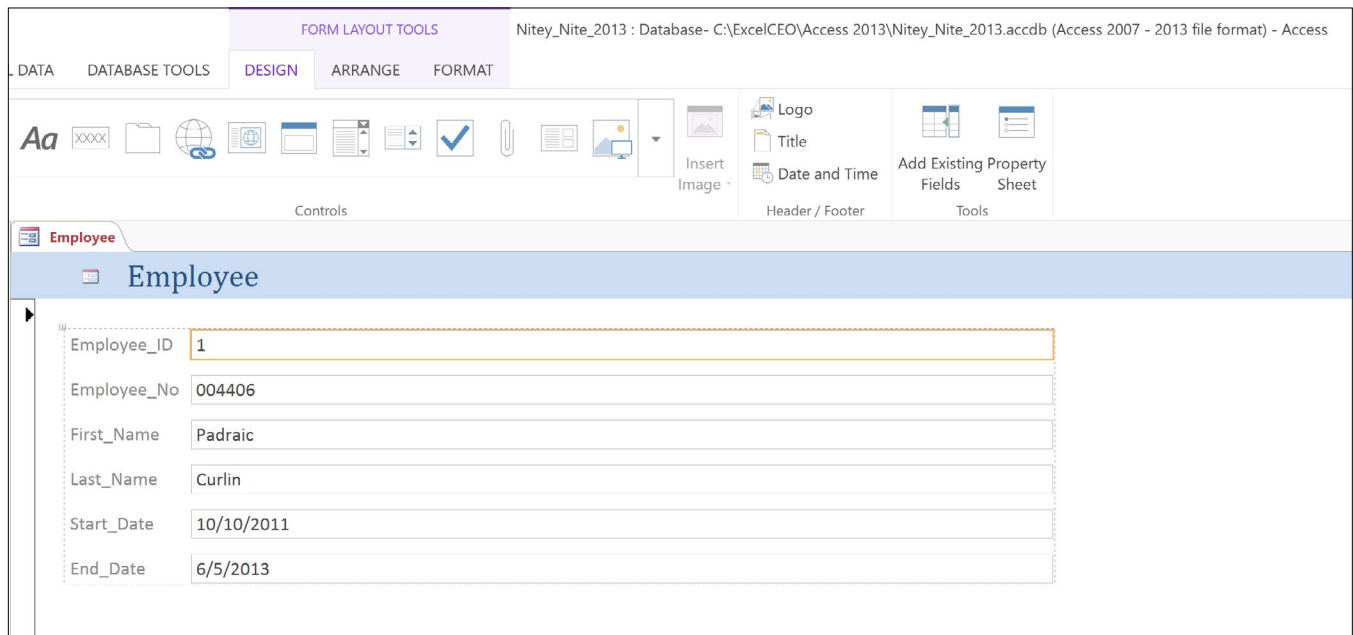 FORM LAYOUT TOOLS Nitey_Nite_2013 : Database- C:\ExcelCEO\Access 2013\Nitey_Nite_2013.accdb (Access 2007 - 2013 file format) - Access
L DATA DATABASE TOOLS DESIGN ARRANGE FORMAT
Aa XXXX
Insert
Image
Logo
Title
Date and Time
Add Existing
Fields
Property
Sheet
Controls Header / Footer Tools
Employee
Employee
Employee_ID 1
Employee_No 004406
First_Name Padraic
Last_Name Curlin
Start_Date 10/10/2011
End_Date 6/5/2013